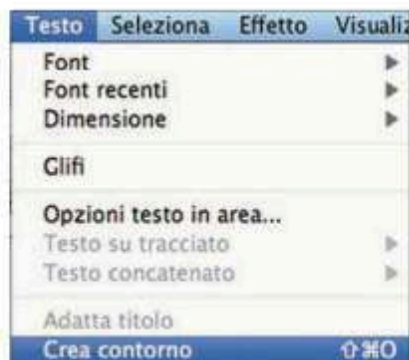 Testo Seleziona Effetto Visualiz
Font
Font recenti
Dimensione
Glifi
Opzioni testo in area...
Testo su tracciato
Testo concatenato
Adatta titolo
Crea contorno ⇧⌘O